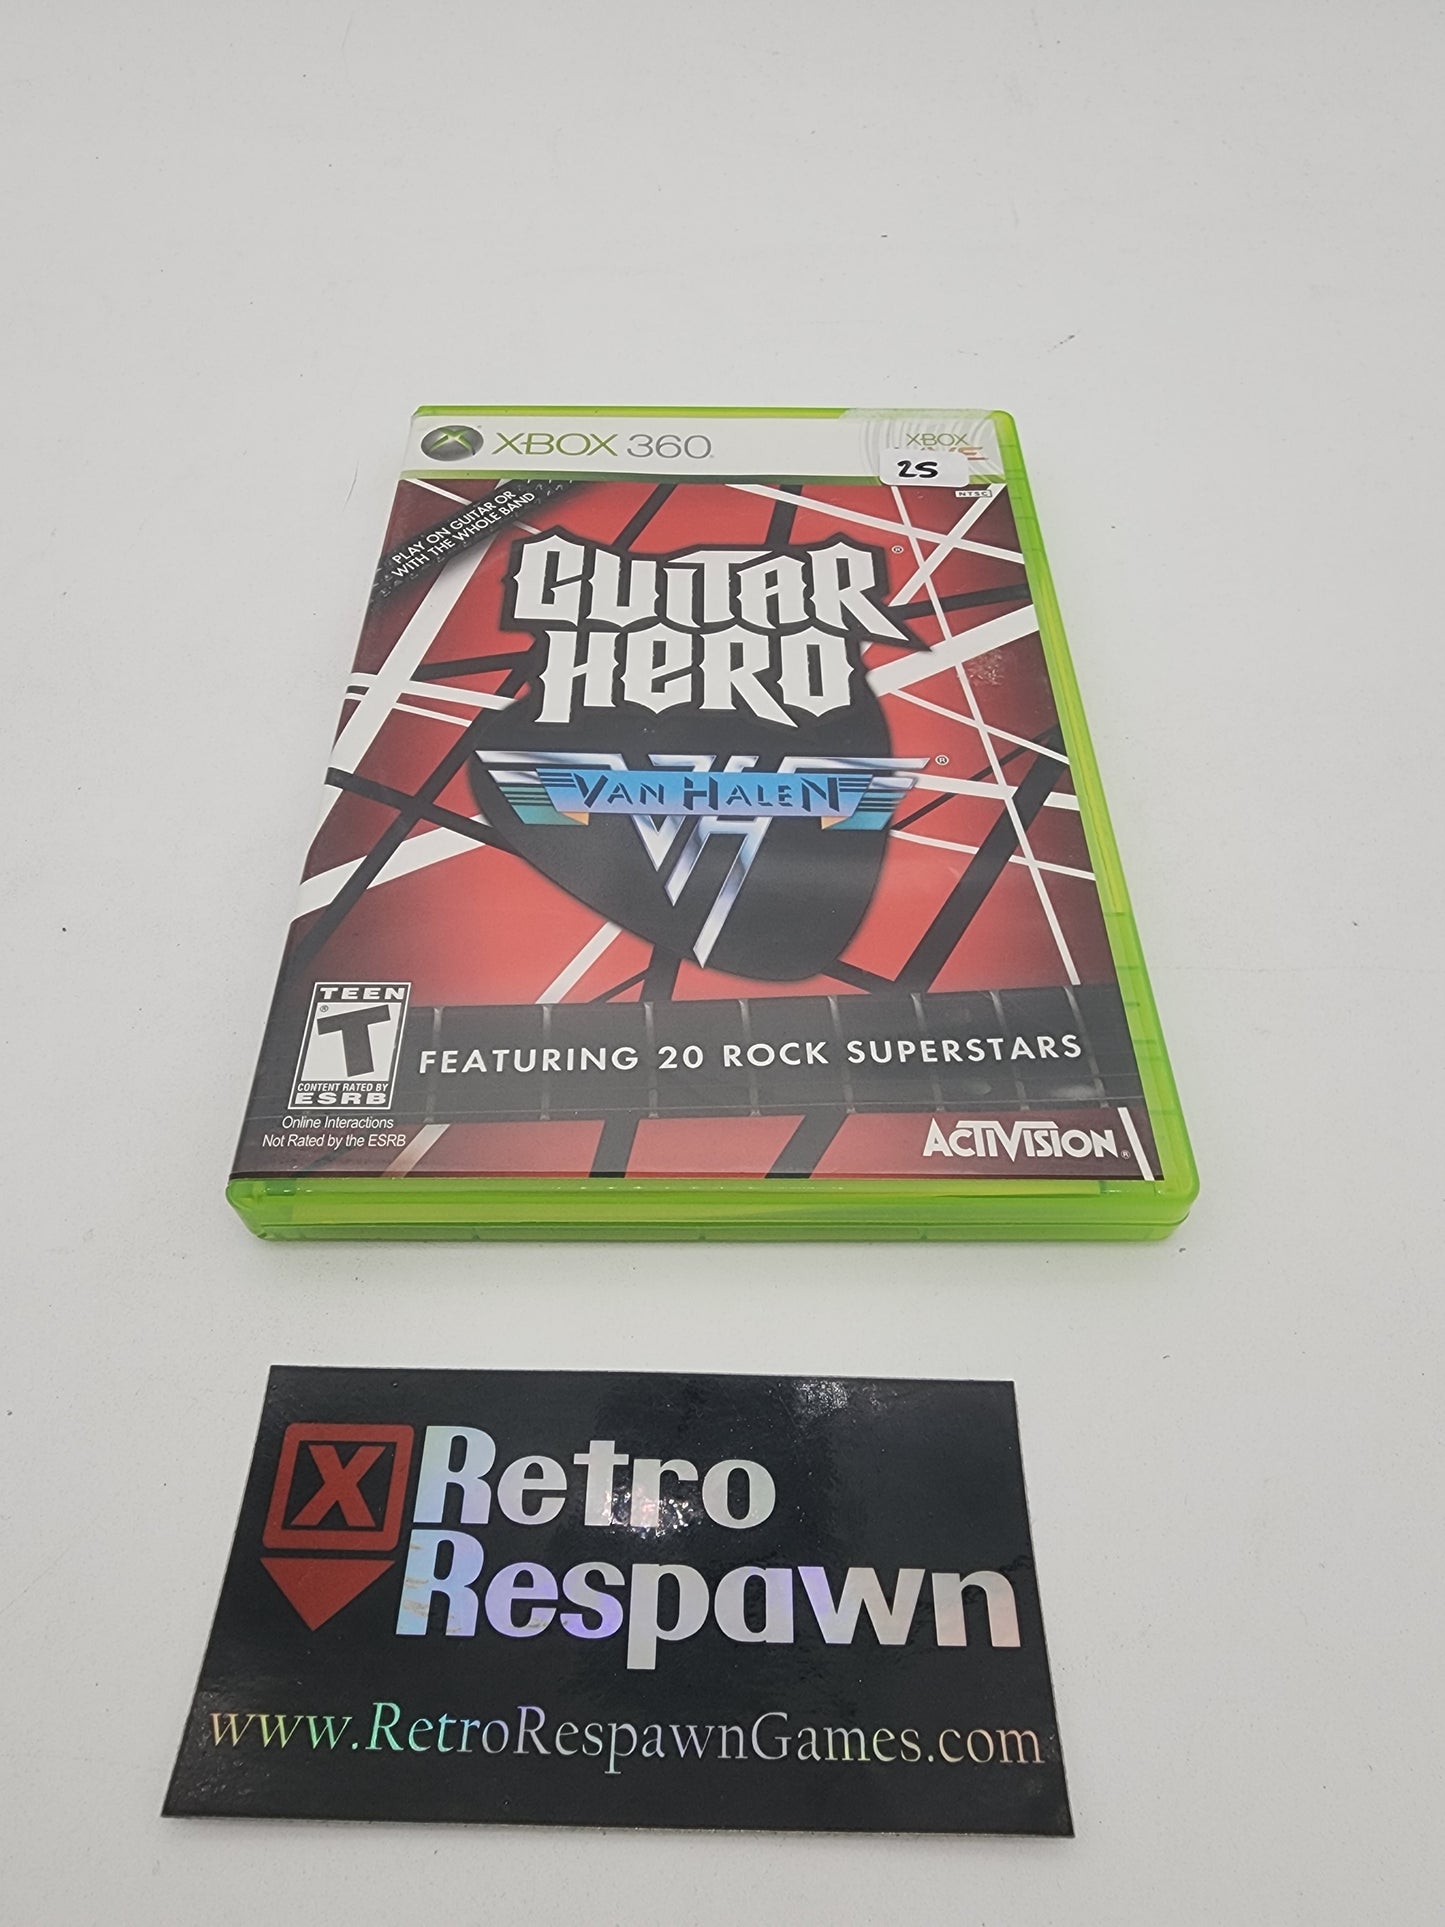 XBOX 360
XBOX
25
NTSC
PLAY ON GUITAR OR
WITH THE WHOLE BAND
GUITAR
HERO
VAN HALEN
VH
TEEN
T
CONTENT RATED BY
ESRB
FEATURING 20 ROCK SUPERSTARS
Online Interactions
Not Rated by the ESRB
ACTIVISION
X
Retro
Respawn
www.RetroRespawnGames.com